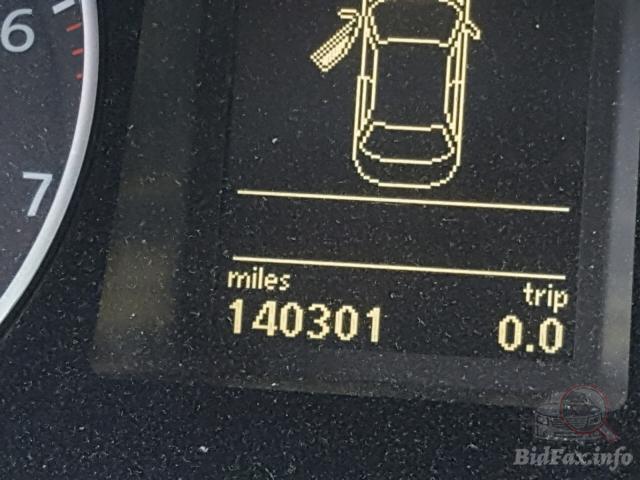 6
7
miles trip
140301 0.0
BidFax.info